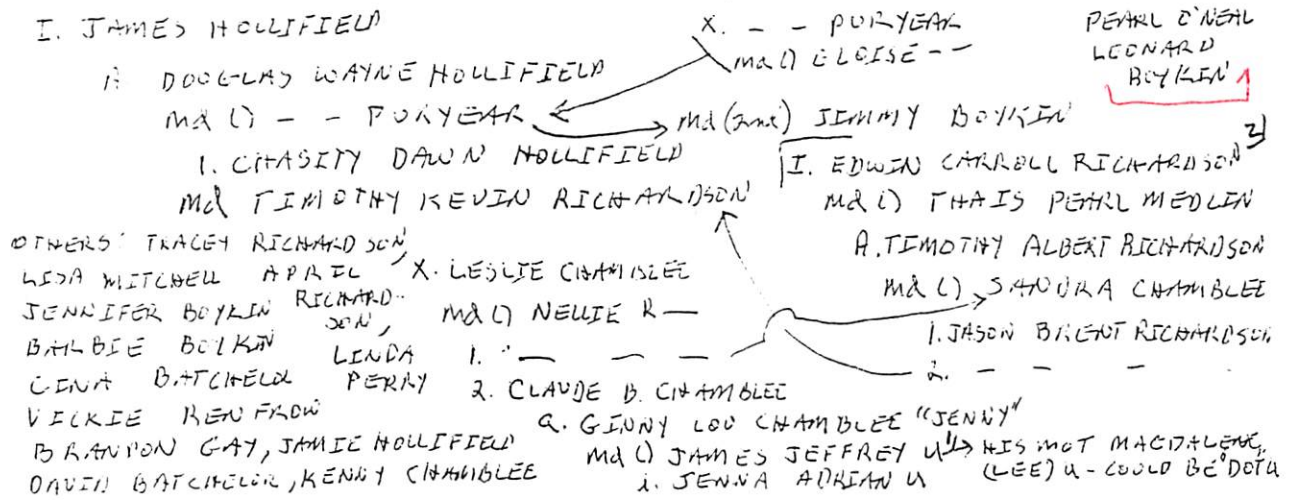 I. JAMES HOLLIFIELD
A DOUGLAS WAYNE HOLLIFIELD
md () - - PURYEAR
1. CHASITY DAWN HOLLIFIELD
md TIMOTHY KEVIN RICHARDSON
X. - - PURYEAR
md () ELOISE - -
md (2nd) JIMMY BOYKIN
PEARL O'NEAL
LEONARD
BOYKIN
I. EDWIN CARROLL RICHARDSON
md () THAIS PEARL MEDLIN
A. TIMOTHY ALBERT RICHARDSON
md () SANDRA CHAMBLEE
1. JASON BRENT RICHARDSON
2. - - -
OTHERS: TRACEY RICHARDSON,
LISA MITCHELL APRIL
JENNIFER BOYKIN RICHARD-
SON,
BARBIE BOYKIN LINDA
GINA BATCHELOR PERRY
VICKIE RENFROW
BRANDON GAY, JAMIE HOLLIFIELD
DAVID BATCHELOR, KENNY CHAMBLEE
X. LESLIE CHAMBLEE
md () NELLIE R—
1. - - -
2. CLAUDE B. CHAMBLEE
a. GINNY LOU CHAMBLEE "JENNY"
md () JAMES JEFFREY U HIS MOT MAGDALENE
(LEE) U - COULD BE
i. JENNA ADRIAN U